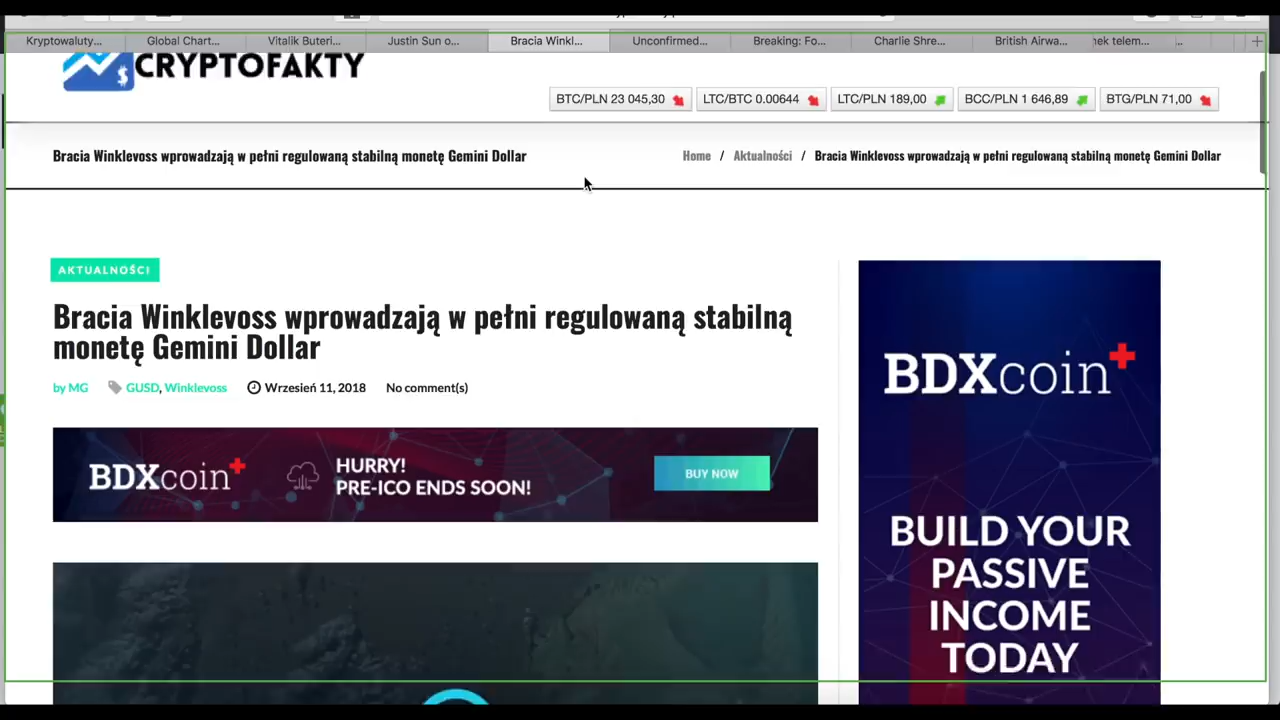 Kryptowaluty... Global Chart... Vitalik Buteri... Justin Sun o... Bracia Winkl... Unconfirmed... Breaking: Fo... Charlie Shre... British Airwa... nek telem... ..
CRYPTOFAKTY
BTC/PLN 23 045,30 LTC/BTC 0.00644 LTC/PLN 189,00 BCC/PLN 1 646,89 BTG/PLN 71,00
Bracia Winklevoss wprowadzają w pełni regulowaną stabilną monetę Gemini Dollar
Home / Aktualności / Bracia Winklevoss wprowadzają w pełni regulowaną stabilną monetę Gemini Dollar
AKTUALNOŚCI
Bracia Winklevoss wprowadzają w pełni regulowaną stabilną
monetę Gemini Dollar
by MG GUSD, Winklevoss Wrzesień 11, 2018 No comment(s)
BDXcoin+
HURRY!
PRE-ICO ENDS SOON!
BUY NOW
BDXcoin+
BUILD YOUR
PASSIVE
INCOME
TODAY